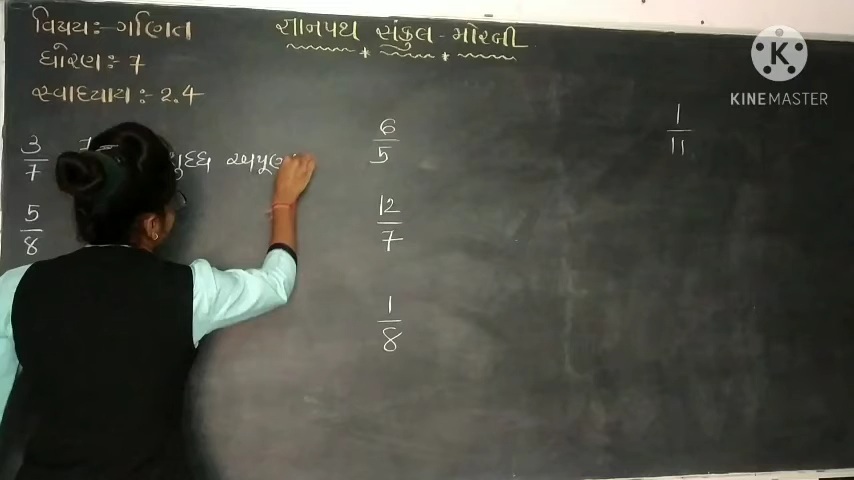 વિષય:- ગણિત
જ્ઞાનપથ સંકુલ - મોરબી
ધોરણ:- 7
સ્વાધ્યાય:- 2.4
K
KINEMASTER
3/7
6/5
1/11
5/8
12/7
1/8